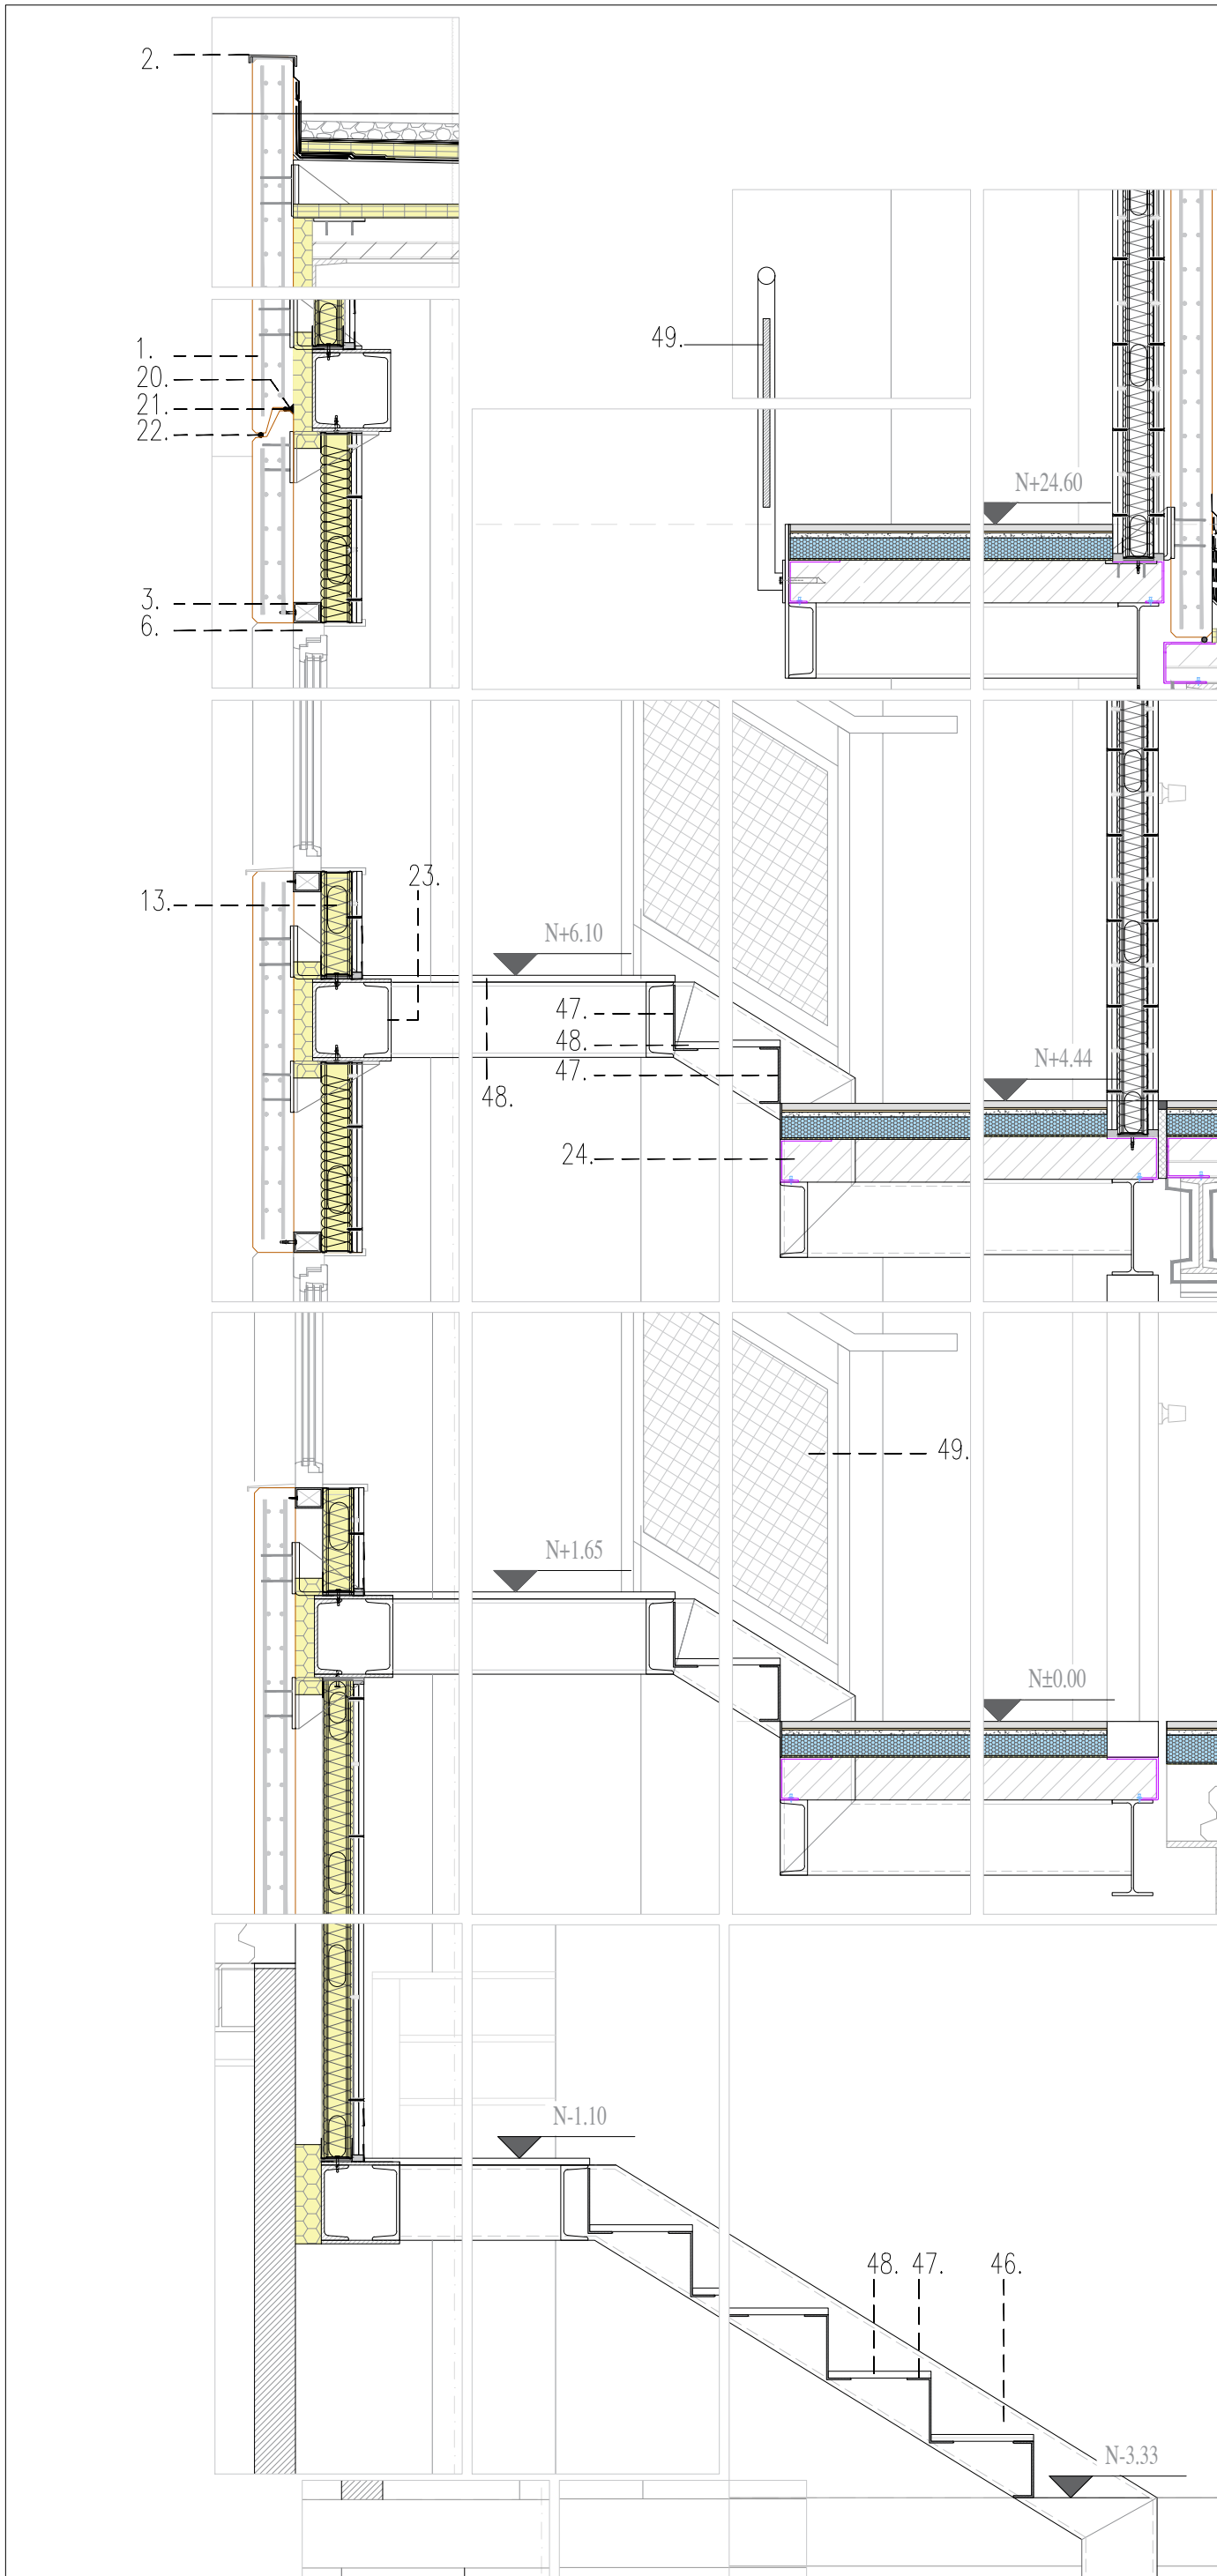 2.
49.
1.
20.
21.
22.
N+24.60
3.
6.
13.
23.
N+6.10
47.
48.
47.
48.
N+4.44
24.
49.
N+1.65
N±0.00
N-1.10
48. 47. 46.
N-3.33